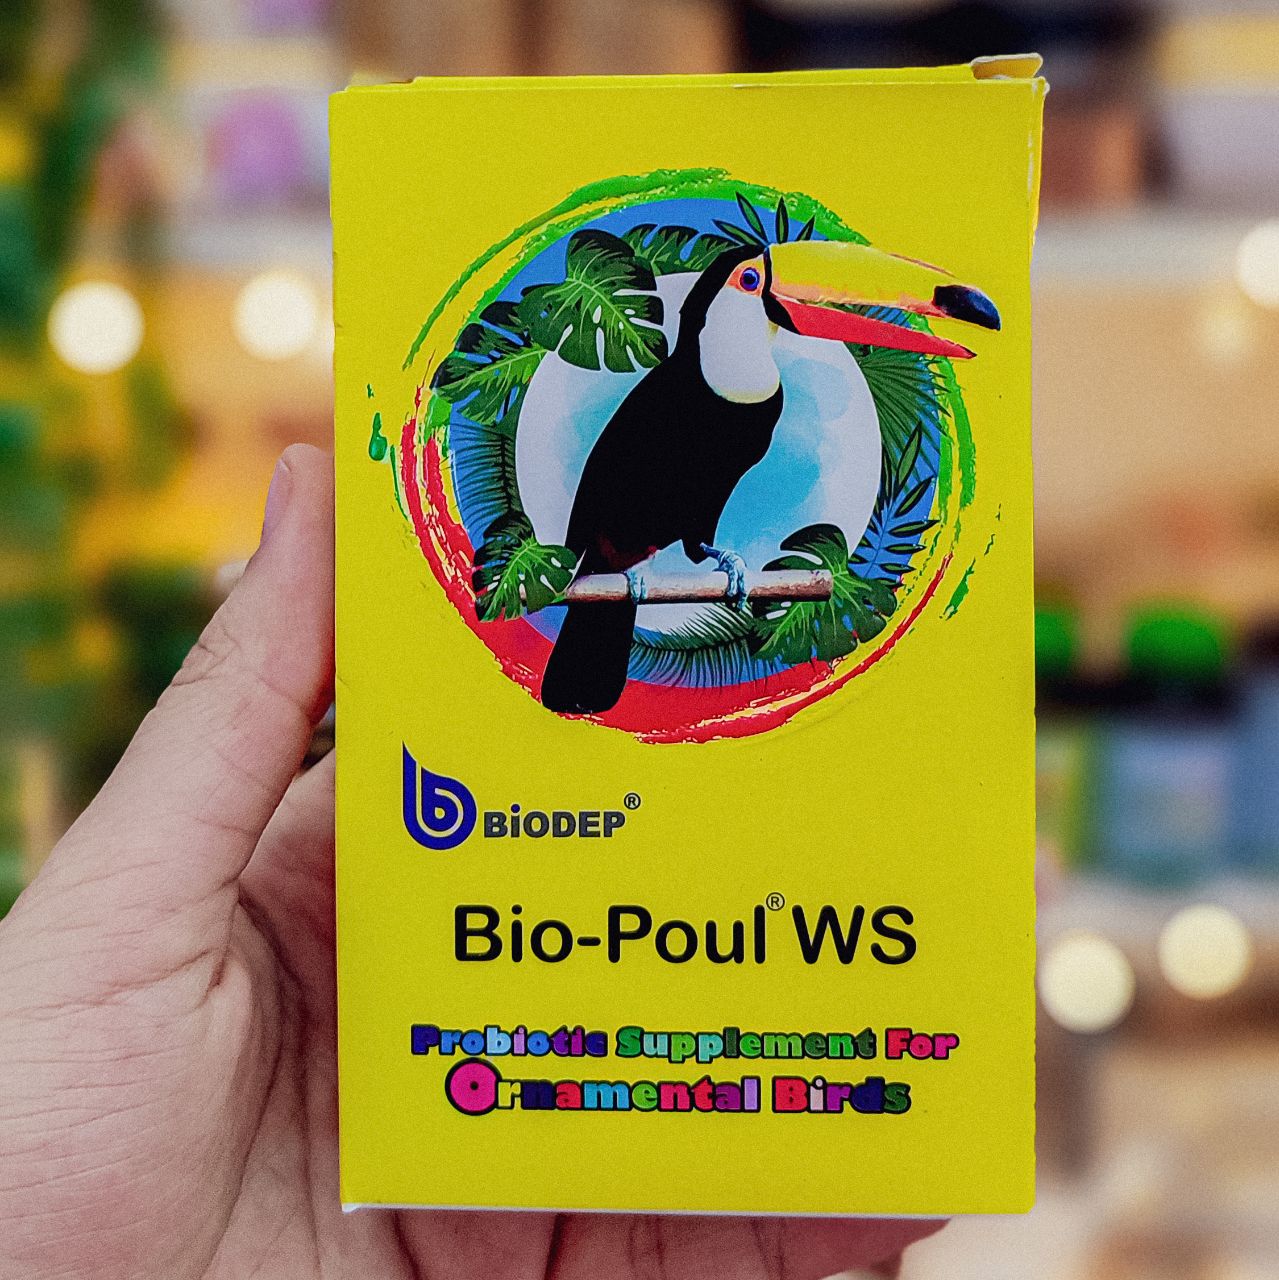 BiODEP®
Bio-Poul® WS
Probiotic Supplement For
Ornamental Birds